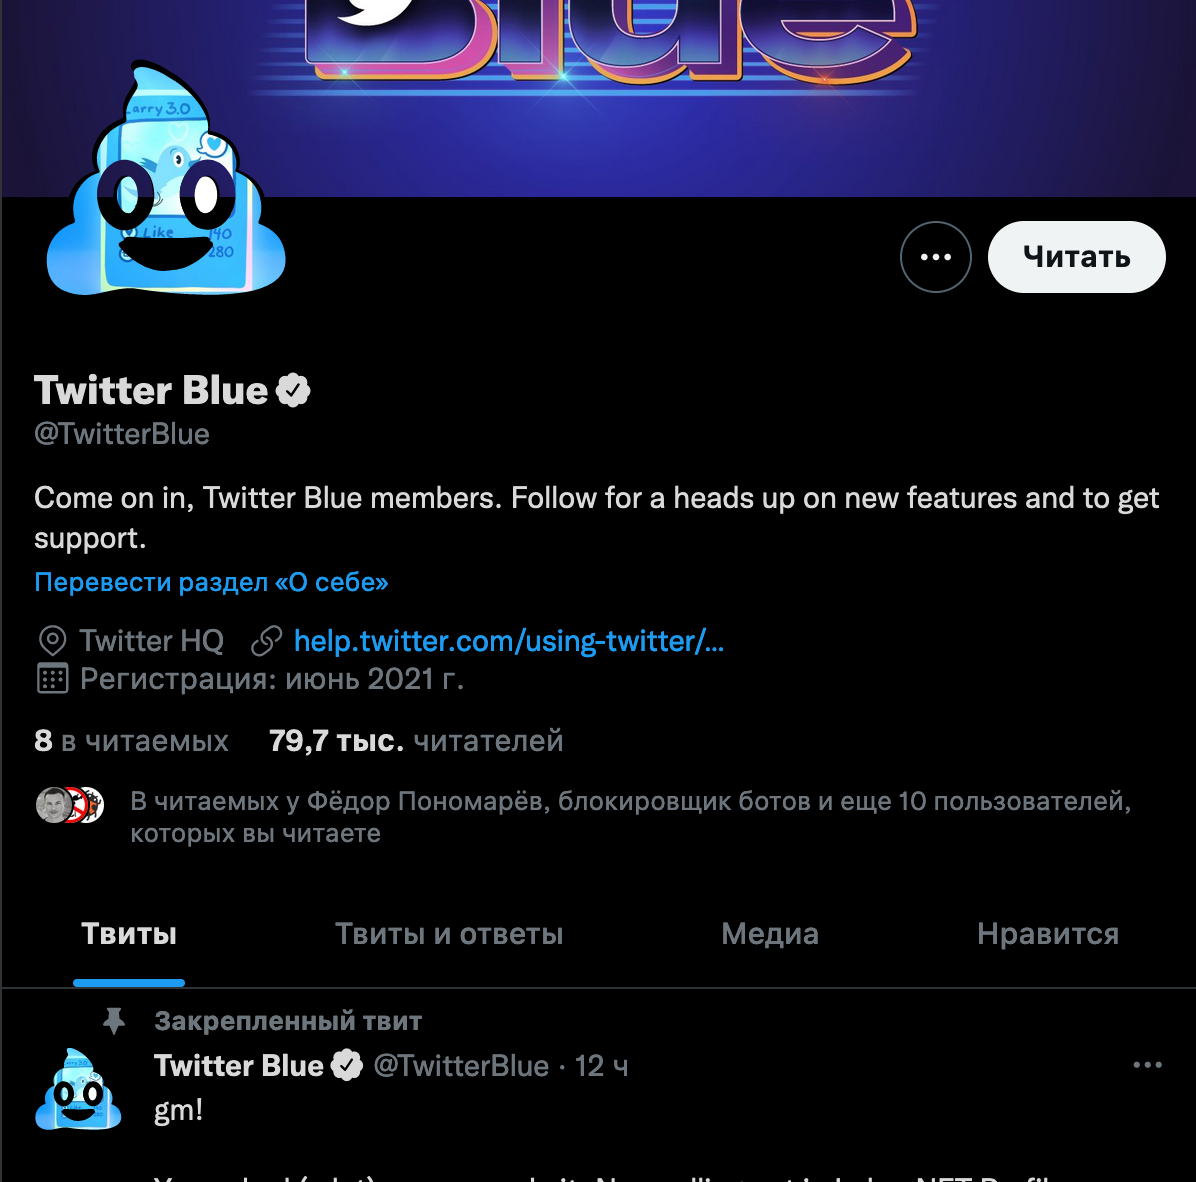 Blue
Larry 3.0
Like 140
280
Читать
Twitter Blue
@TwitterBlue
Come on in, Twitter Blue members. Follow for a heads up on new features and to get
support.
Перевести раздел «О себе»
Twitter HQ help.twitter.com/using-twitter/...
Регистрация: июнь 2021 г.
8 в читаемых 79,7 тыс. читателей
В читаемых у Фёдор Пономарёв, блокировщик ботов и еще 10 пользователей,
которых вы читаете
Твиты Твиты и ответы Медиа Нравится
Закрепленный твит
Twitter Blue @TwitterBlue · 12 ч
gm!